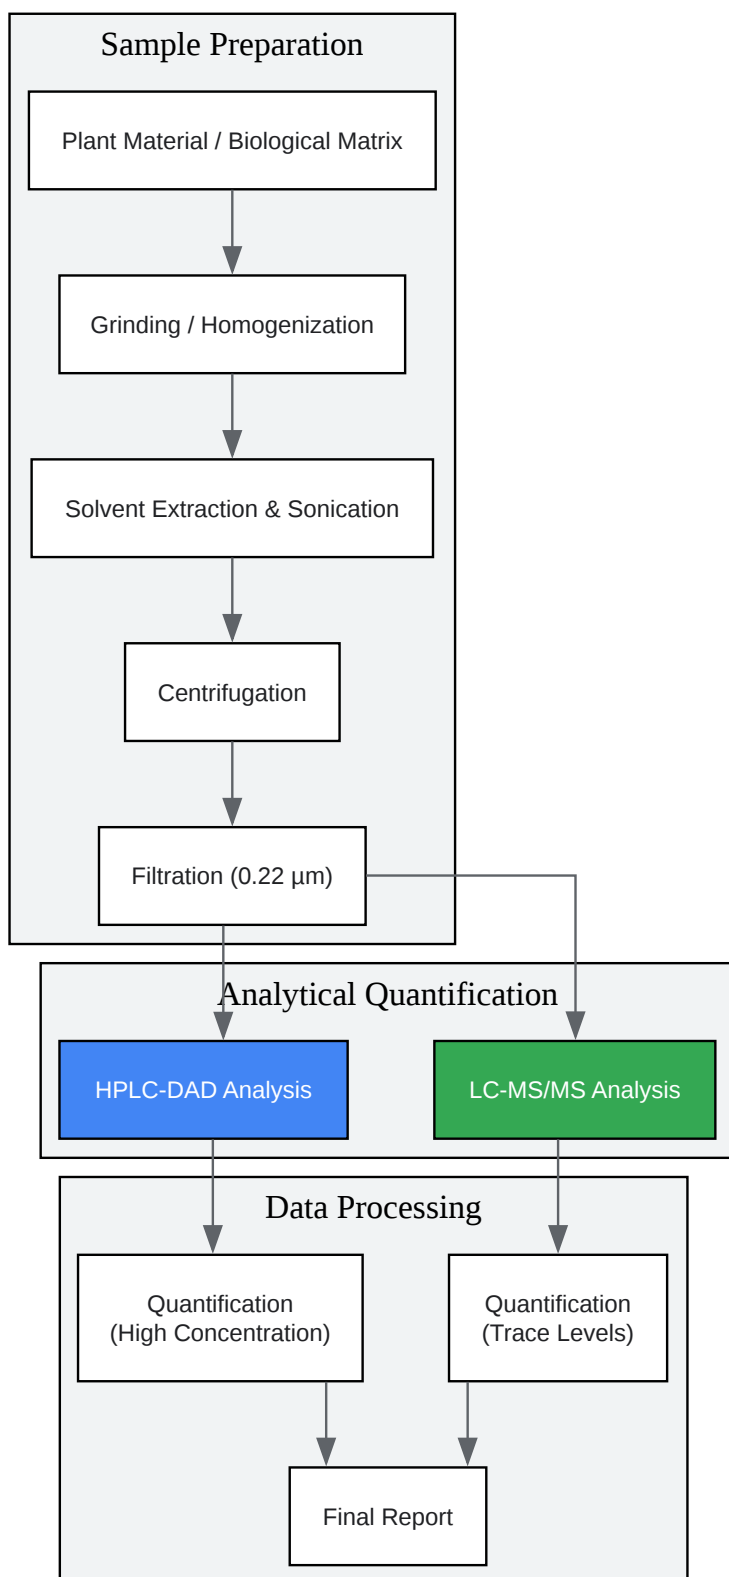 Sample Preparation
Plant Material / Biological Matrix
Grinding / Homogenization
Solvent Extraction & Sonication
Centrifugation
Filtration (0.22 µm)
Analytical Quantification
HPLC-DAD Analysis
LC-MS/MS Analysis
Data Processing
Quantification
(High Concentration)
Quantification
(Trace Levels)
Final Report